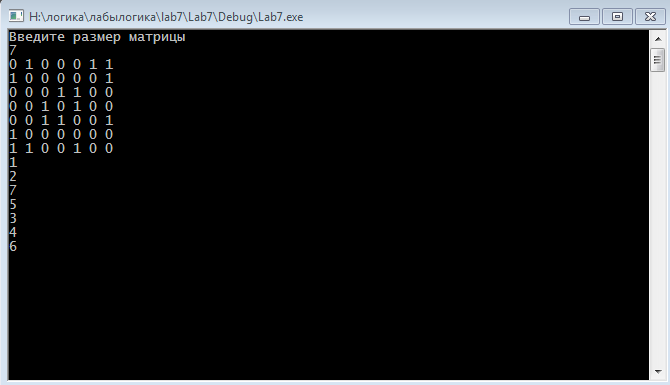 H:\логика\лабылогика\lab7\Lab7\Debug\Lab7.exe
Введите размер матрицы
7
0 1 0 0 0 1 1
1 0 0 0 0 0 1
0 0 0 1 1 0 0
0 0 1 0 1 0 0
0 0 1 1 0 0 1
1 0 0 0 0 0 0
1 1 0 0 1 0 0
1
2
7
5
3
4
6